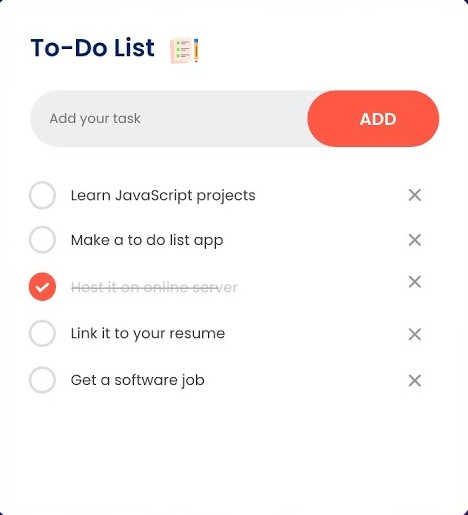 To-Do List
Add your task
ADD
Learn JavaScript projects
Make a to do list app
Host it on online server
Link it to your resume
Get a software job